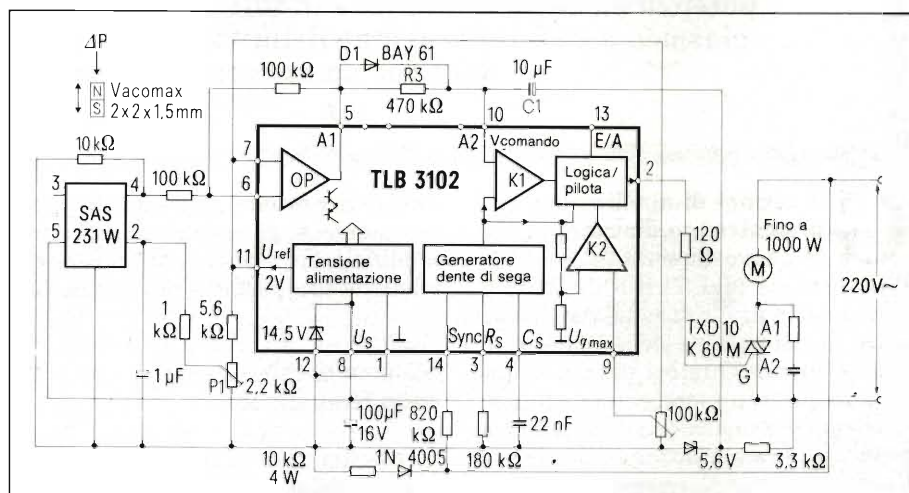 ΔP
N
S
Vacomax
2x2x1,5mm
10 kΩ
3
4
5
2
SAS
231 W
100 kΩ
100 kΩ
D1
BAY 61
R3
470 kΩ
10 µF
C1
5
10
13
A1
A2
Vcomando
E/A
7
6
OP
TLB 3102
K1
Logica/
pilota
2
K2
11
Uref
2V
Tensione
alimentazione
Generatore
dente di sega
14,5 V
US
⊥
Sync
RS
CS
⊥
Uφ max
12
8
1
14
3
4
9
1
kΩ
5,6
kΩ
1 µF
P1
2,2 kΩ
100µF
16V
820
kΩ
180 kΩ
22 nF
10 kΩ
4 W
1N 4005
100kΩ
5,6V
3,3 kΩ
120
Ω
Fino a
1000 W
M
TXD 10
K 60 M
A1
A2
G
220V~